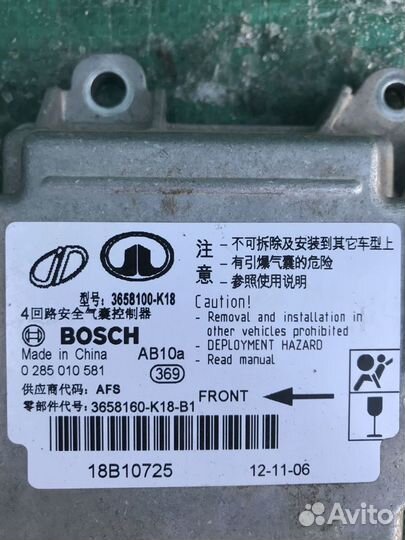 型号: 3658100-K18
4回路安全气囊控制器
BOSCH
Made in China AB10a
0 285 010 581 369
供应商代码: AFS
零部件代号: 3658160-K18-B1
18B10725 12-11-06
注意
- 不可拆除及安装到其它车型上
- 有引爆气囊的危险
- 参照使用说明
Caution!
- Removal and installation in
other vehicles prohibited
- DEPLOYMENT HAZARD
- Read manual
FRONT
Avito